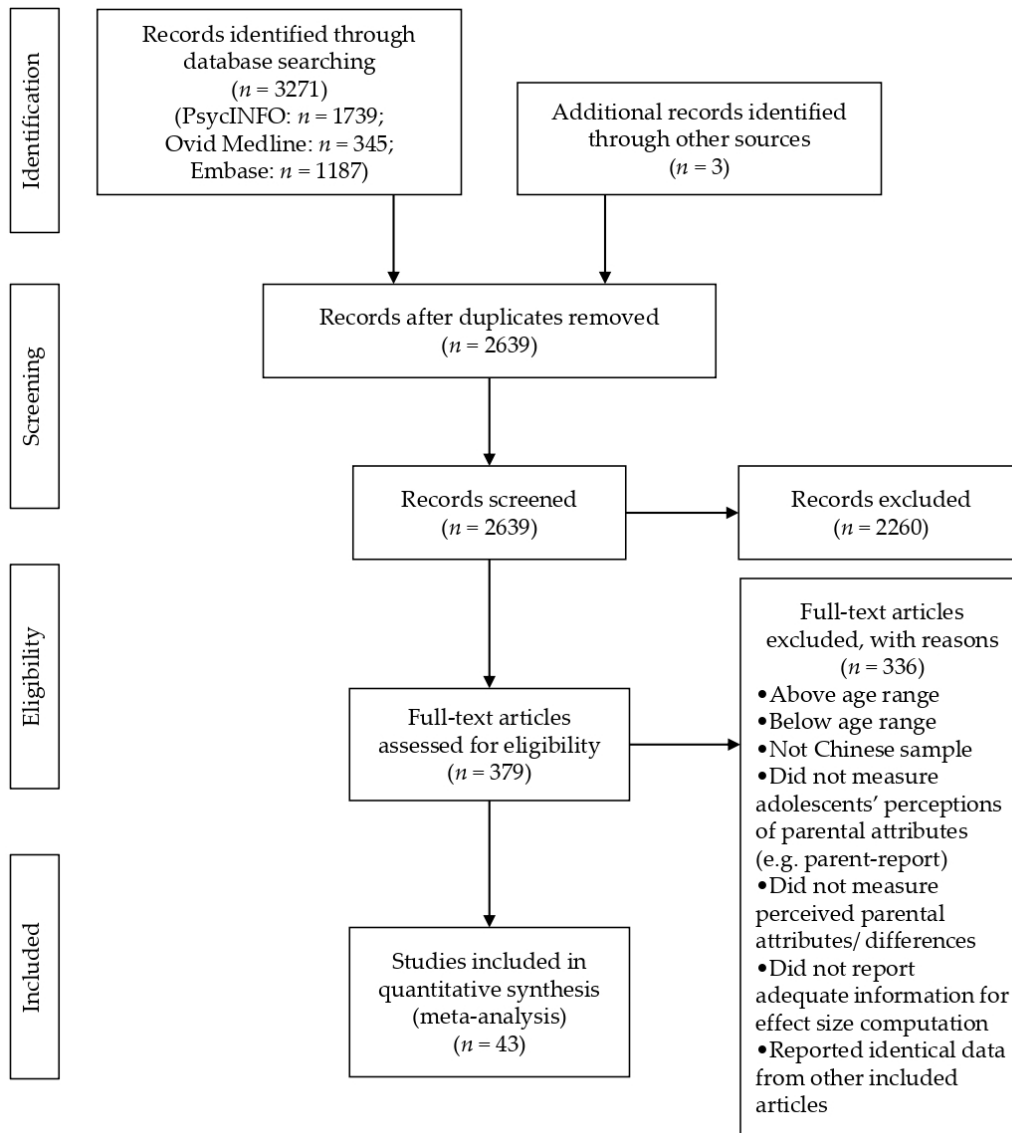 Identification
Records identified through
database searching
(n = 3271)
(PsycINFO: n = 1739;
Ovid Medline: n = 345;
Embase: n = 1187)
Additional records identified
through other sources
(n = 3)
Screening
Records after duplicates removed
(n = 2639)
Records screened
(n = 2639)
Records excluded
(n = 2260)
Eligibility
Full-text articles
assessed for eligibility
(n = 379)
Full-text articles
excluded, with reasons
(n = 336)
•Above age range
•Below age range
•Not Chinese sample
•Did not measure
adolescents’ perceptions
of parental attributes
(e.g. parent-report)
•Did not measure
perceived parental
attributes/ differences
•Did not report
adequate information for
effect size computation
•Reported identical data
from other included
articles
Included
Studies included in
quantitative synthesis
(meta-analysis)
(n = 43)